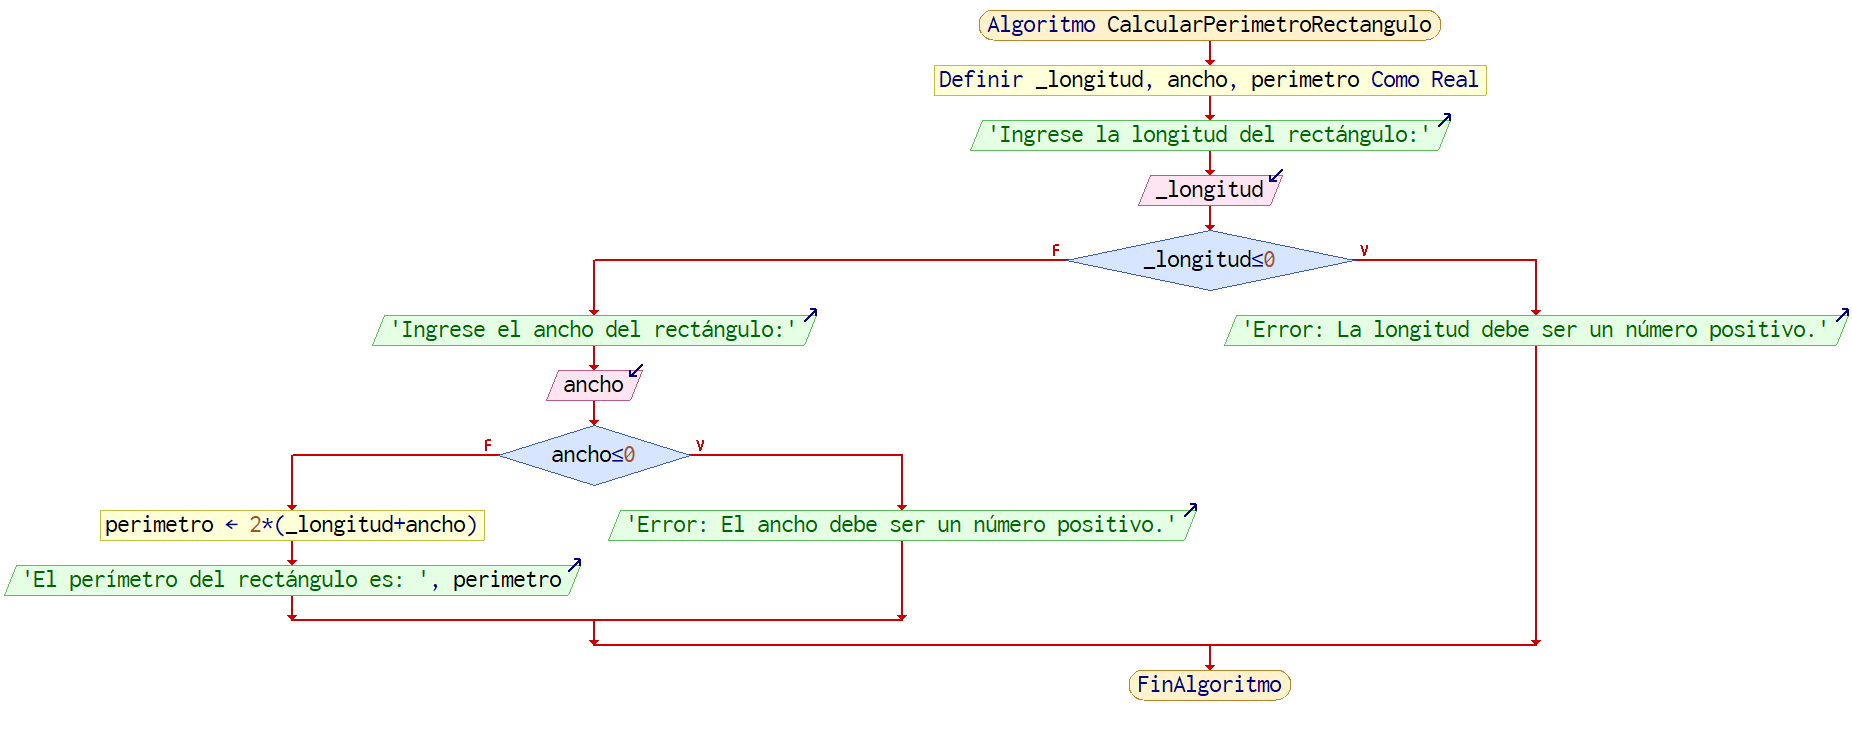 Algoritmo CalcularPerimetroRectangulo
Definir _longitud, ancho, perimetro Como Real
'Ingrese la longitud del rectángulo:'
_longitud
F
V
_longitud≤0
'Ingrese el ancho del rectángulo:'
'Error: La longitud debe ser un número positivo.'
ancho
F
V
ancho≤0
perimetro ← 2*(_longitud+ancho)
'Error: El ancho debe ser un número positivo.'
'El perímetro del rectángulo es: ', perimetro
FinAlgoritmo